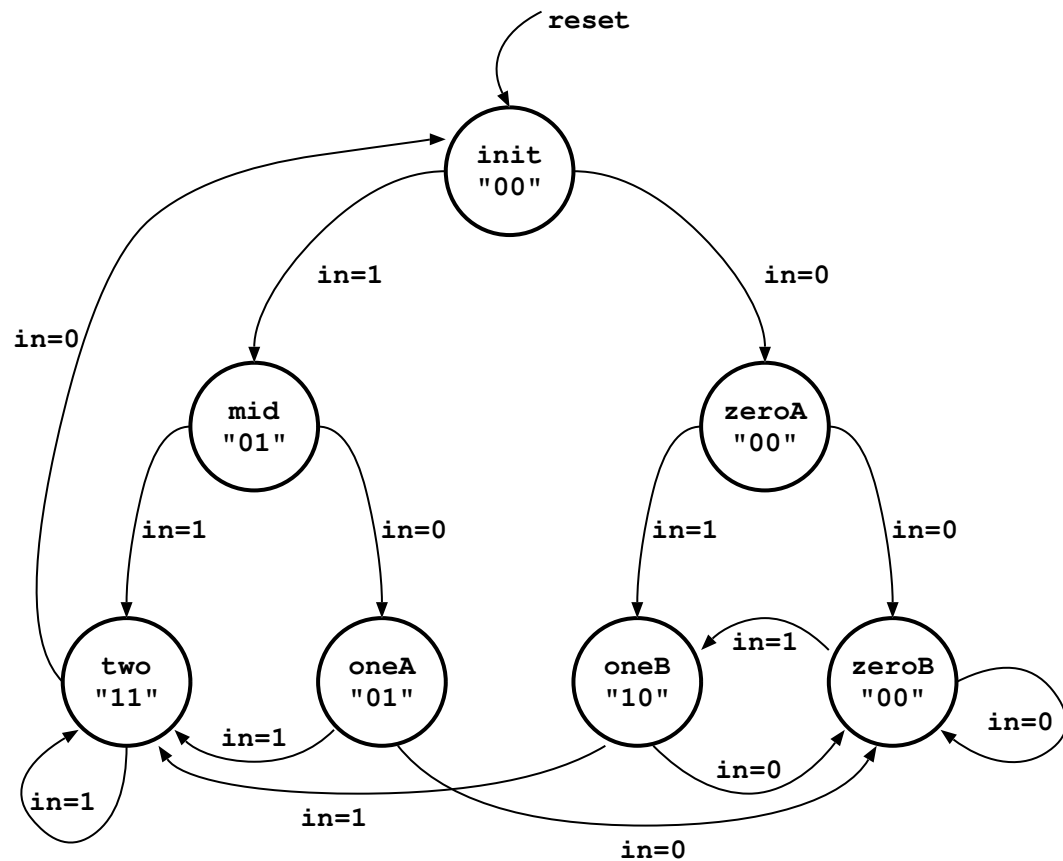 reset
init
"00"
in=1
in=0
in=0
mid
"01"
zeroA
"00"
in=1
in=0
in=1
in=0
two
"11"
oneA
"01"
oneB
"10"
in=1
zeroB
"00"
in=0
in=1
in=0
in=1
in=1
in=0